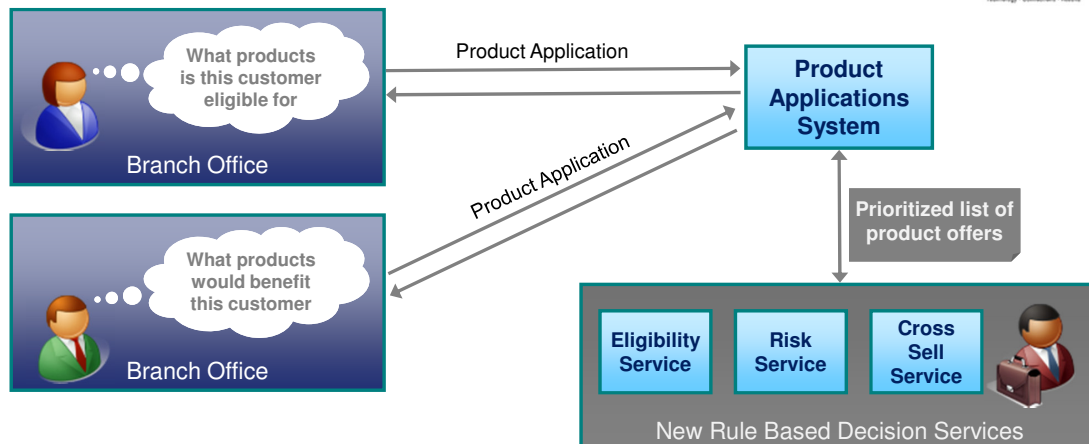 What products
is this customer
eligible for
Branch Office
Product Application
Product
Applications
System
Product Application
What products
would benefit
this customer
Branch Office
Prioritized list of
product offers
Eligibility
Service
Risk
Service
Cross
Sell
Service
New Rule Based Decision Services